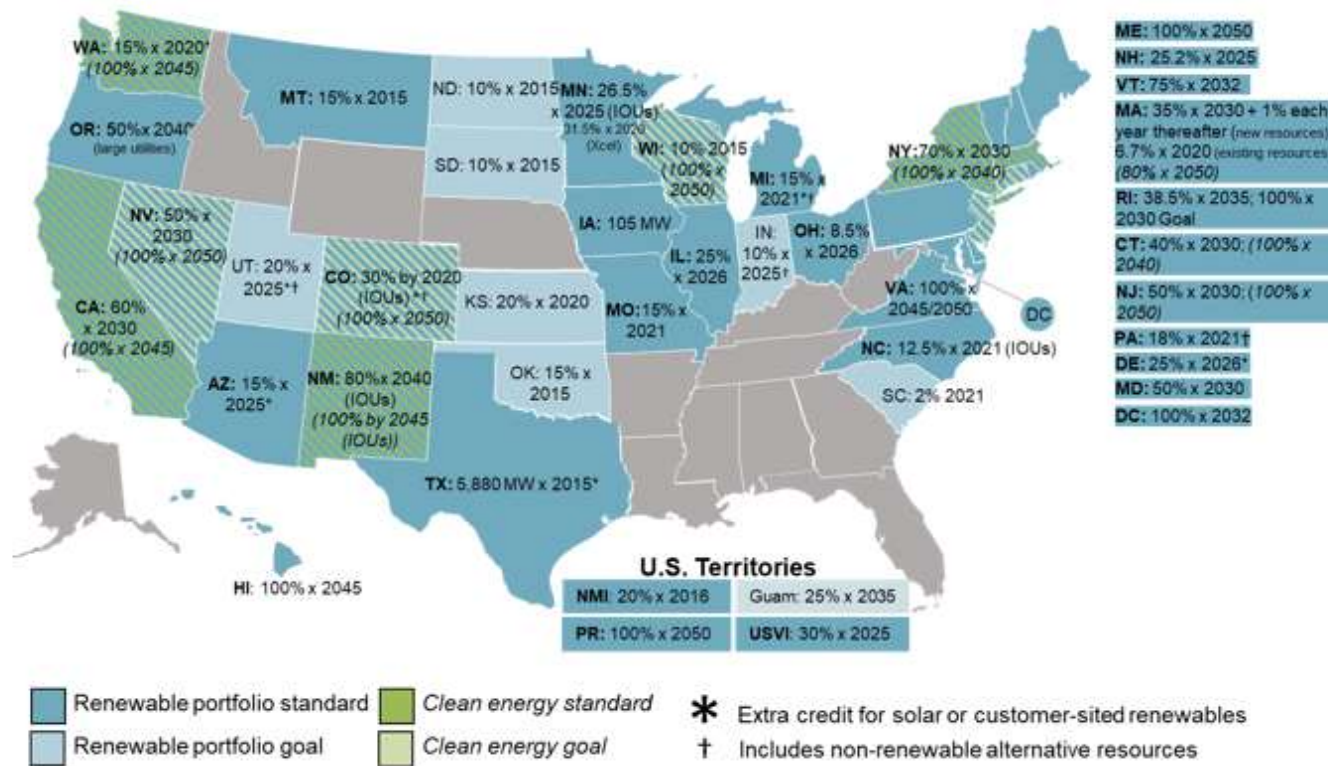 WA: 15% x 2020*
(100% x 2045)
OR: 50% x 2040*
(large utilities)
MT: 15% x 2015
ND: 10% x 2015
SD: 10% x 2015
MN: 26.5%
x 2025 (IOUs)
31.5% x 2020
(Xcel)
WI: 10% 2015
(100% x
2050)
MI: 15% x
2021*†
NY: 70% x 2030
(100% x 2040)
NV: 50% x
2030
(100% x 2050)
UT: 20% x
2025*†
CO: 30% by 2020
(IOUs) *†
(100% x 2050)
KS: 20% x 2020
IA: 105 MW
IL: 25%
x 2026
IN:
10% x
2025†
OH: 8.5%
x 2026
MO: 15% x
2021
VA: 100% x
2045/2050
DC
CA: 60%
x 2030
(100% x 2045)
AZ: 15% x
2025*
NM: 80% x 2040
(IOUs)
(100% by 2045
(IOUs))
OK: 15% x
2015
NC: 12.5% x 2021 (IOUs)
SC: 2% 2021
TX: 5,880 MW x 2015*
HI: 100% x 2045
ME: 100% x 2050
NH: 25.2% x 2025
VT: 75% x 2032
MA: 35% x 2030 + 1% each
year thereafter (new resources)
6.7% x 2020 (existing resources
(80% x 2050)
RI: 38.5% x 2035; 100% x
2030 Goal
CT: 40% x 2030; (100% x
2040)
NJ: 50% x 2030; (100% x
2050)
PA: 18% x 2021†
DE: 25% x 2026*
MD: 50% x 2030
DC: 100% x 2032
U.S. Territories
NMI: 20% x 2016
Guam: 25% x 2035
PR: 100% x 2050
USVI: 30% x 2025
Renewable portfolio standard
Renewable portfolio goal
Clean energy standard
Clean energy goal
* Extra credit for solar or customer-sited renewables
† Includes non-renewable alternative resources